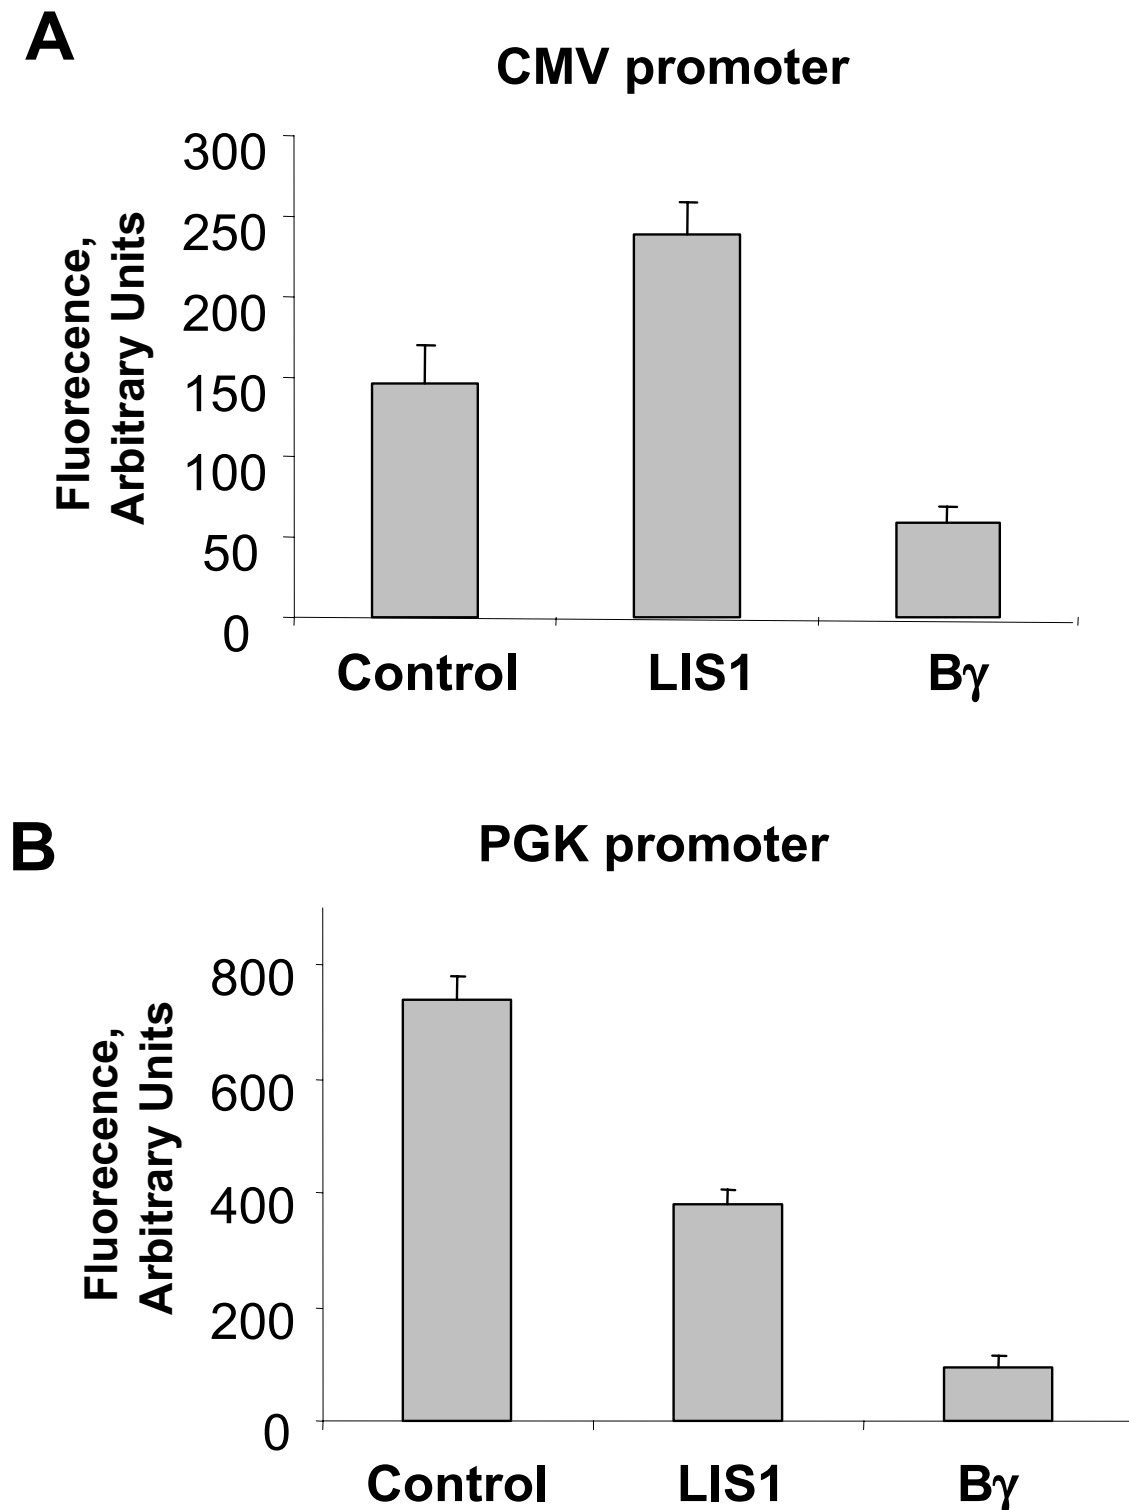 A
CMV promoter
Fluorecence,
Arbitrary Units
300
250
200
150
100
50
0
Control LIS1 Bγ
B
PGK promoter
Fluorecence,
Arbitrary Units
800
600
400
200
0
Control LIS1 Bγ